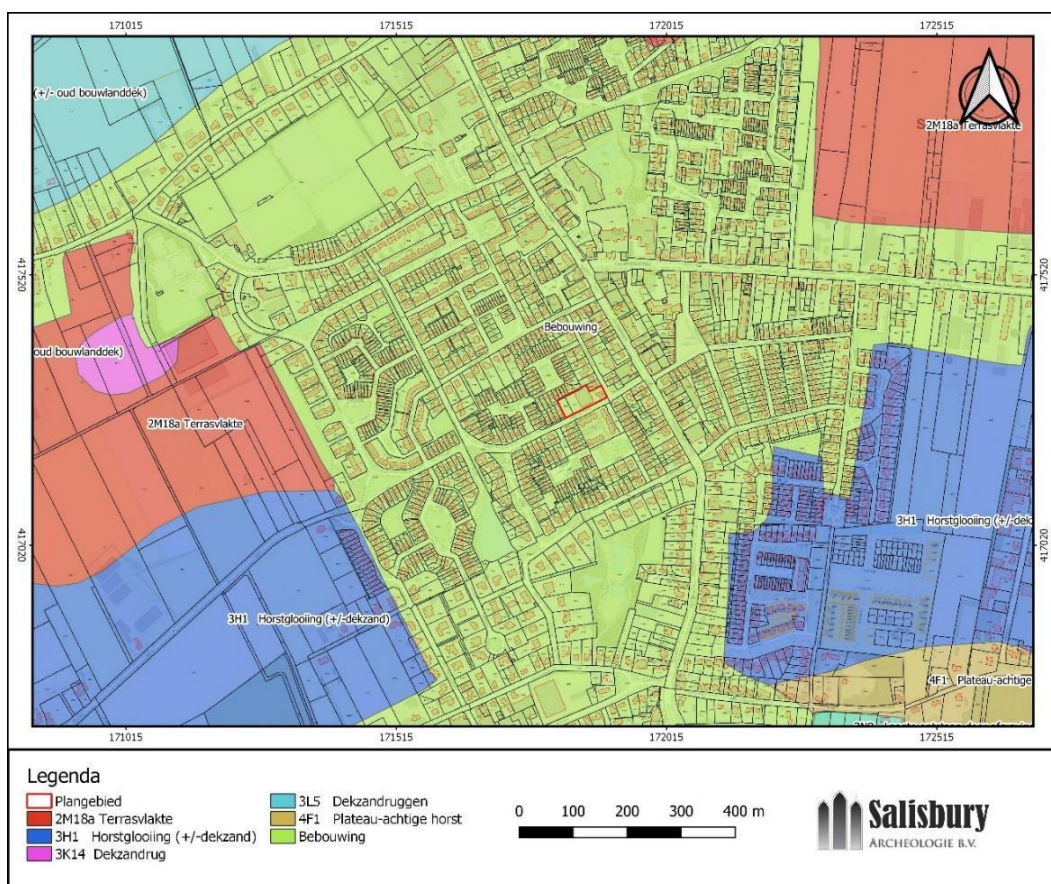 171015 171515 172015 172515
(+/- oud bouwlanddek)
2M18a Terrasvlakte
417520 417520
Bebouwing
oud bouwlanddek)
2M18a Terrasvlakte
3H1 Horstglooiing (+/-dek
417020 417020
3H1 Horstglooiing (+/-dekzand)
4F1 Plateau-achtige
171015 171515 172015 172515
Legenda
Plangebied
2M18a Terrasvlakte
3H1 Horstglooiing (+/-dekzand)
3K14 Dekzandrug
3L5 Dekzandruggen
4F1 Plateau-achtige horst
Bebouwing
0 100 200 300 400 m
Salisbury
ARCHEOLOGIE B.V.